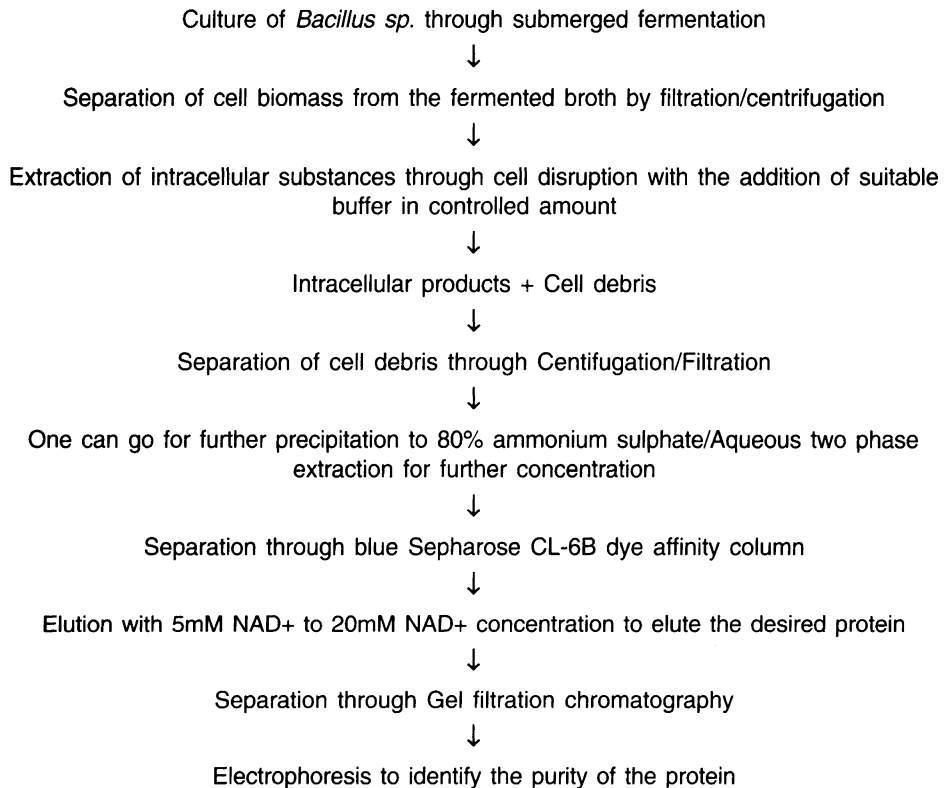 Culture of Bacillus sp. through submerged fermentation
↓
Separation of cell biomass from the fermented broth by filtration/centrifugation
↓
Extraction of intracellular substances through cell disruption with the addition of suitable
buffer in controlled amount
↓
Intracellular products + Cell debris
↓
Separation of cell debris through Centifugation/Filtration
↓
One can go for further precipitation to 80% ammonium sulphate/Aqueous two phase
extraction for further concentration
↓
Separation through blue Sepharose CL-6B dye affinity column
↓
Elution with 5mM NAD+ to 20mM NAD+ concentration to elute the desired protein
↓
Separation through Gel filtration chromatography
↓
Electrophoresis to identify the purity of the protein